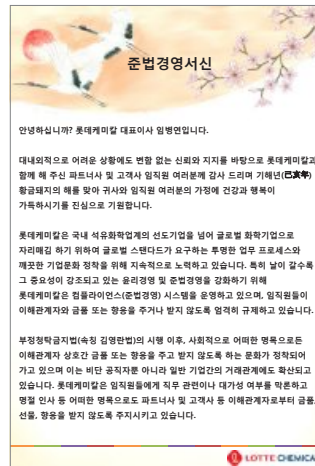 준법경영서신
안녕하십니까? 롯데케미칼 대표이사 임병연입니다.
대내외적으로 어려운 상황에도 변함 없는 신뢰와 지지를 바탕으로 롯데케미칼과
함께 해 주신 파트너사 및 고객사 임직원 여러분께 감사 드리며 기해년(己亥年)
황금돼지의 해를 맞아 귀사와 임직원 여러분의 가정에 건강과 행복이
가득하시기를 진심으로 기원합니다.
롯데케미칼은 국내 석유화학업계의 선도기업을 넘어 글로벌 화학기업으로
자리매김 하기 위하여 글로벌 스탠다드가 요구하는 투명한 업무 프로세스와
깨끗한 기업문화 정착을 위해 지속적으로 노력하고 있습니다. 특히 날이 갈수록
그 중요성이 강조되고 있는 윤리경영 및 준법경영을 강화하기 위해
롯데케미칼은 컴플라이언스(준법경영) 시스템을 운영하고 있으며, 임직원들이
이해관계자와 금품 또는 향응을 주거나 받지 않도록 엄격히 규제하고 있습니다.
부정청탁금지법(속칭 김영란법)의 시행 이후, 사회적으로 어떠한 명목으로든
이해관계자 상호간 금품 또는 향응을 주고 받지 않도록 하는 문화가 정착되어
가고 있으며 이는 비단 공직자뿐 아니라 일반 기업간의 거래관계에도 확산되고
있습니다. 롯데케미칼은 임직원들에게 직무 관련이나 대가성 여부를 막론하고
명절 인사 등 어떠한 명목으로도 파트너사 및 고객사 등 이해관계자로부터 금품,
선물, 향응을 받지 않도록 주지시키고 있습니다.
LOTTE CHEMICAL